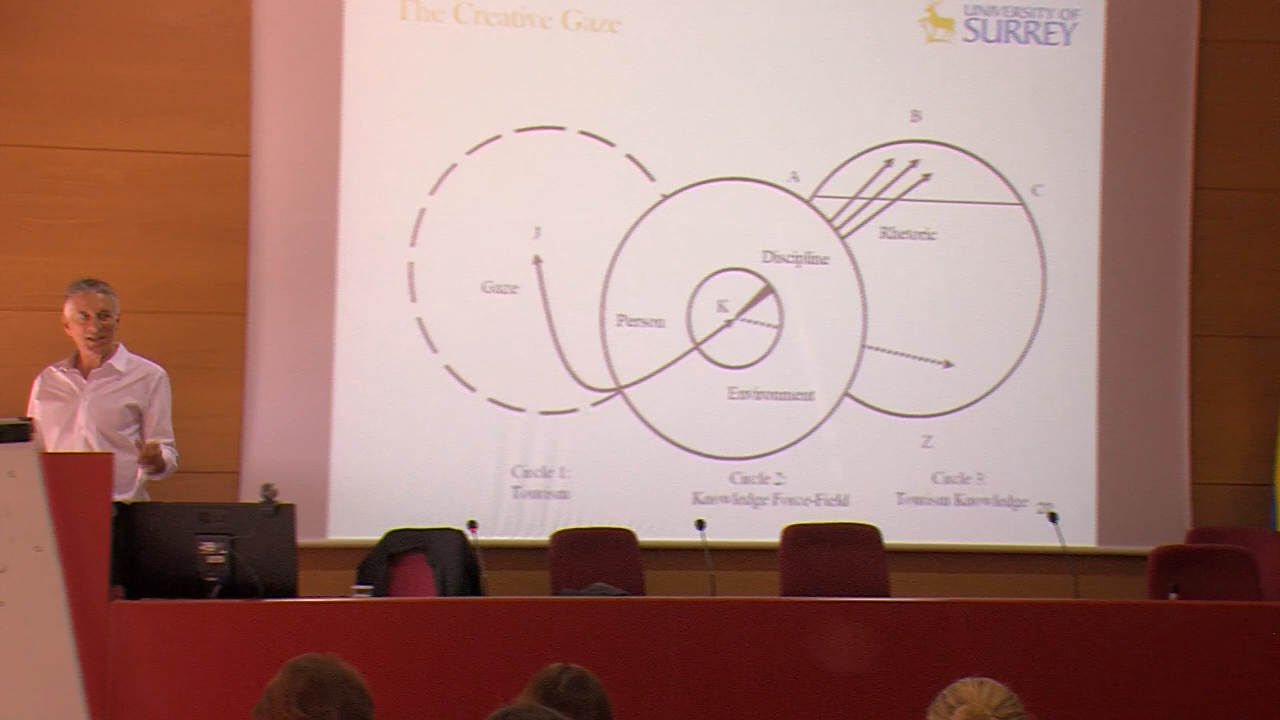 The Creative Gaze
UNIVERSITY OF
SURREY
B
A
C
Rhetoric
J
Discipline
Gaze
K
Person
Environment
Z
Circle 1:
Tourism
Circle 2:
Knowledge Force-Field
Circle 3:
Tourism Knowledge